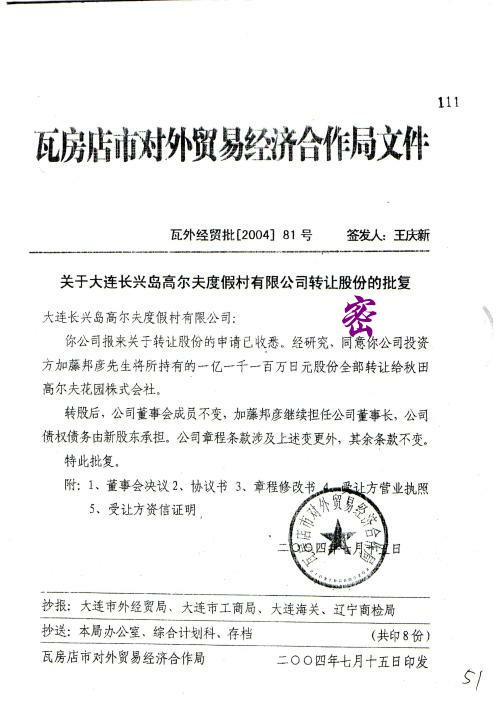 111
瓦房店市对外贸易经济合作局文件
瓦外经贸批[2004] 81号 签发人：王庆新
关于大连长兴岛高尔夫度假村有限公司转让股份的批复
密
大连长兴岛高尔夫度假村有限公司：
你公司报来关于转让股份的申请已收悉。经研究，同意你公司投资
方加藤邦彦先生将所持有的一亿一千一百万日元股份全部转让给秋田
高尔夫花园株式会社。
转股后，公司董事会成员不变，加藤邦彦继续担任公司董事长，公司
债权债务由新股东承担。公司章程条款涉及上述变更外，其余条款不变。
特此批复。
附：1、董事会决议 2、协议书 3、章程修改书 4、受让方营业执照
5、受让方资信证明
二〇〇四年七月十五日
瓦房店市对外贸易经济合作局
抄报：大连市外经贸局、大连市工商局、大连海关、辽宁商检局
抄送：本局办公室、综合计划科、存档 （共印8份）
瓦房店市对外贸易经济合作局 二〇〇四年七月十五日印发
51